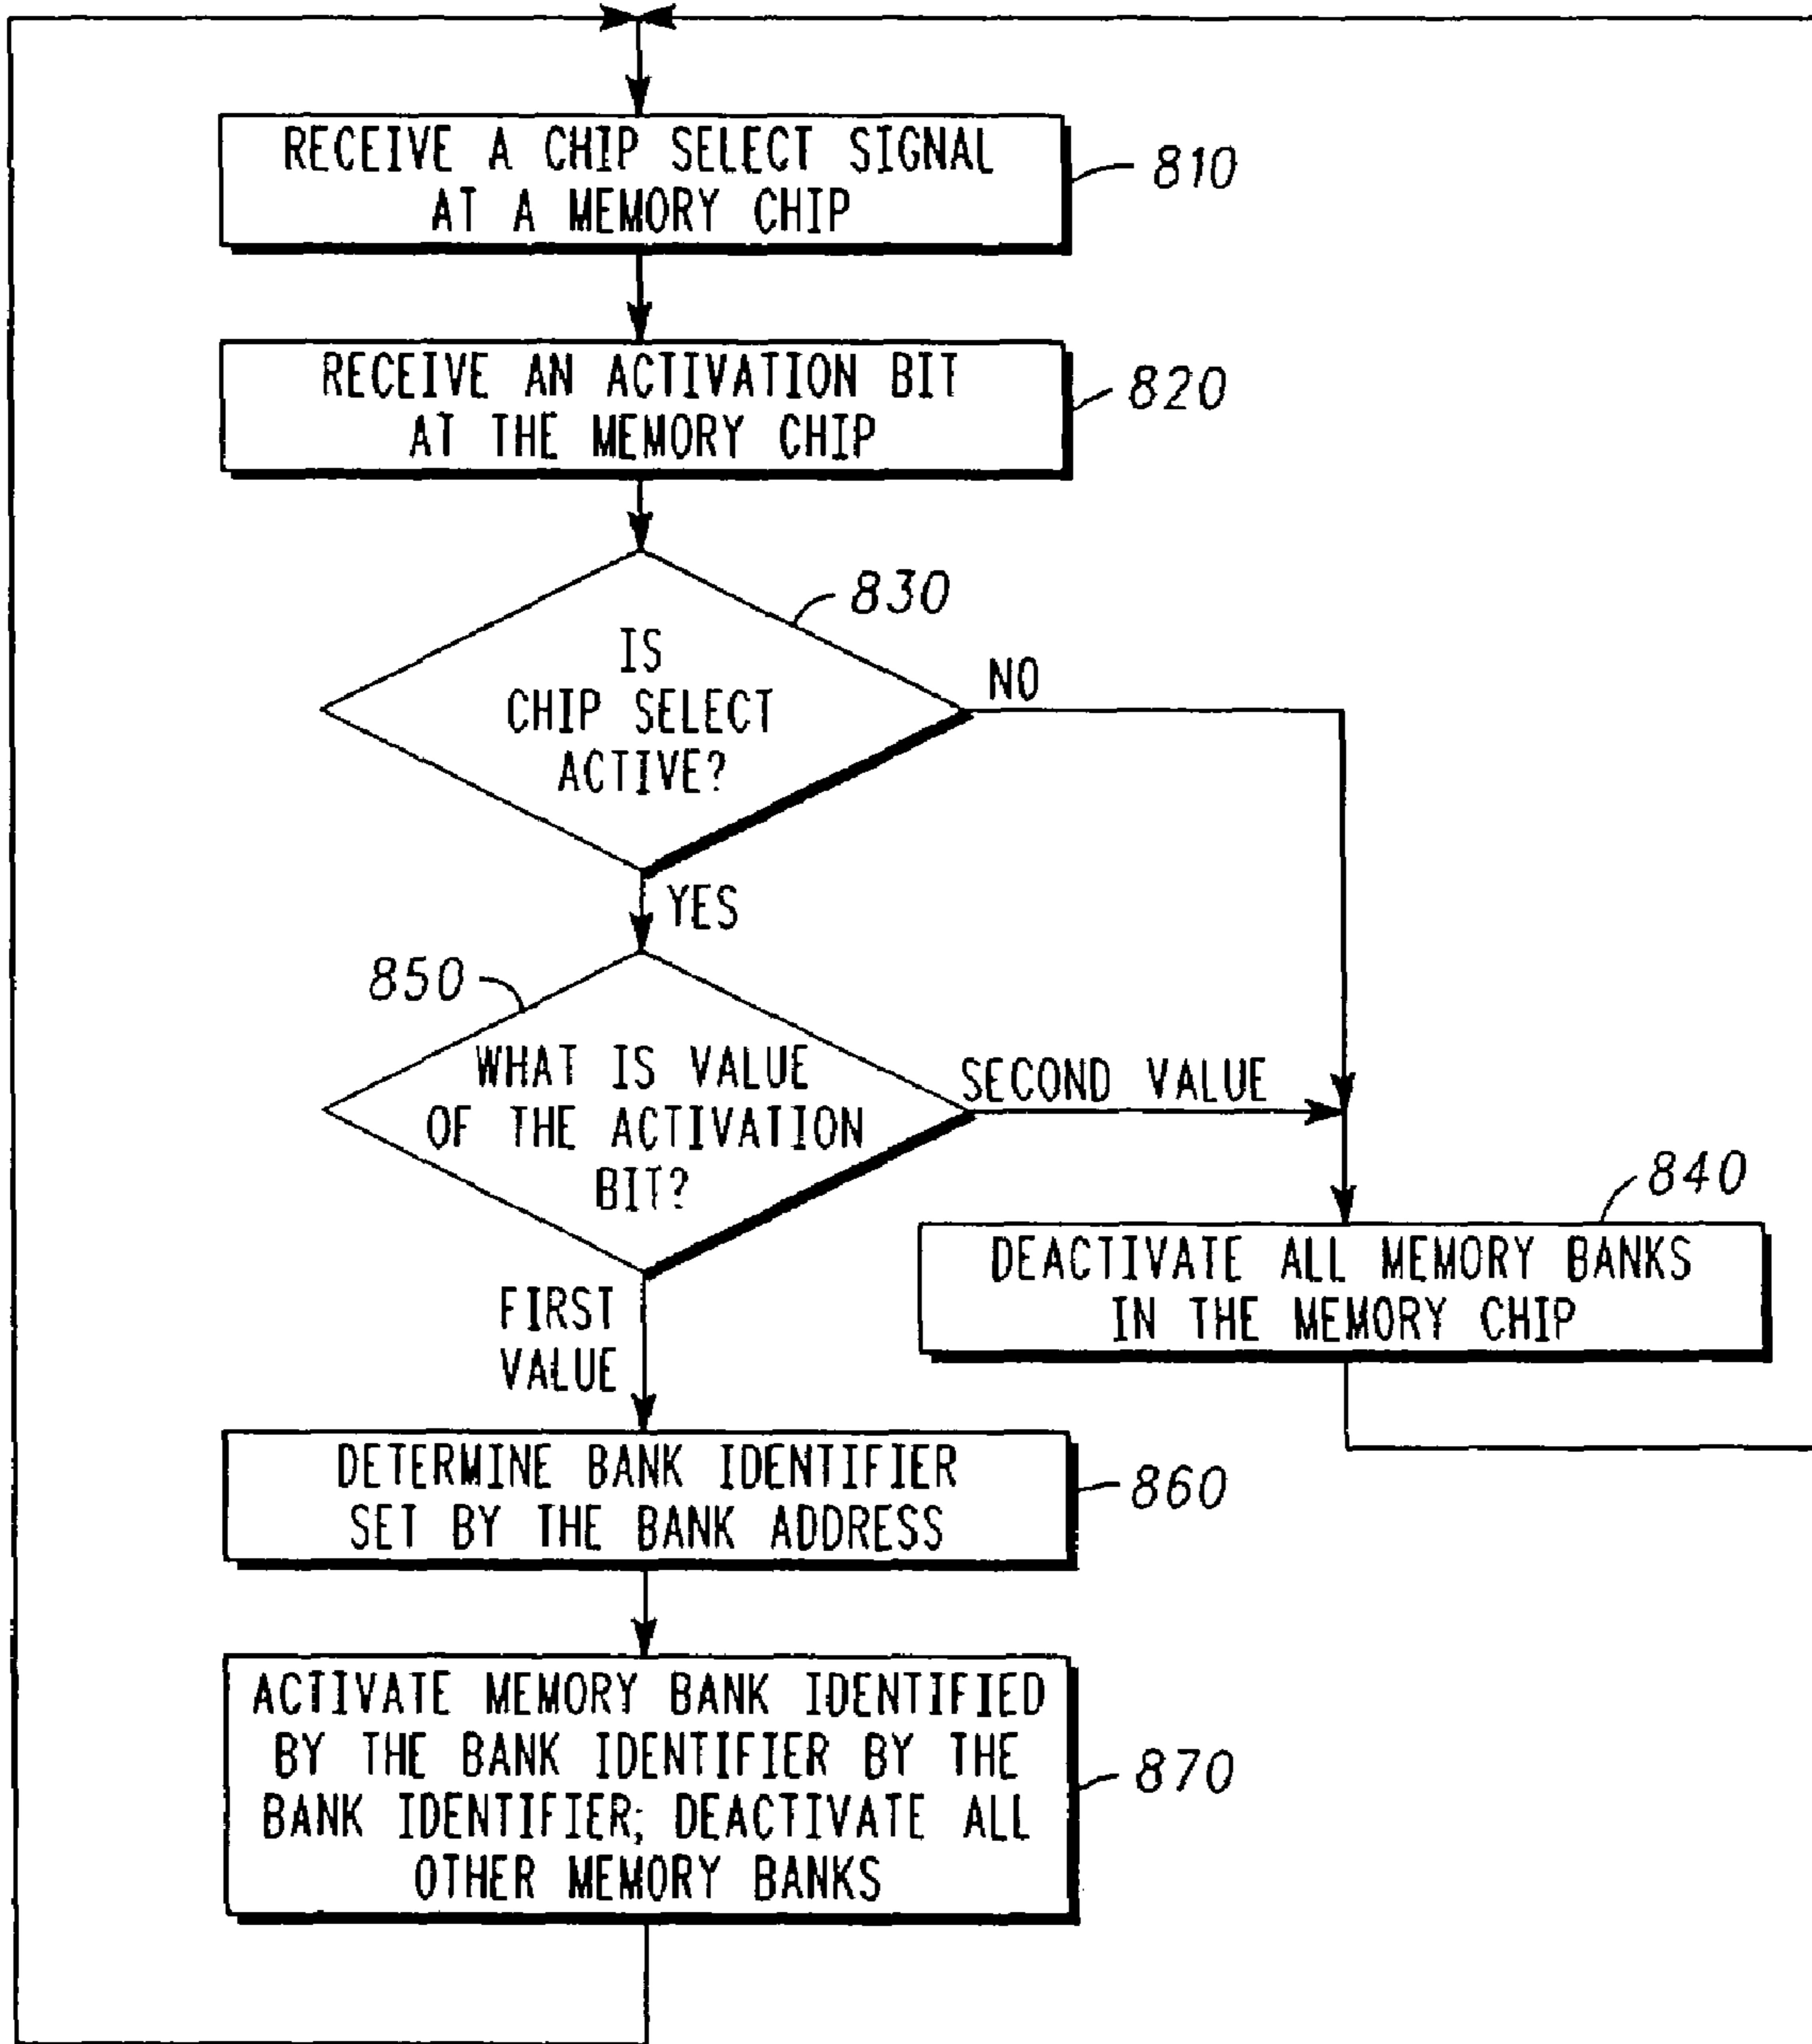 RECEIVE A CHIP SELECT SIGNAL
AT A MEMORY CHIP
810
RECEIVE AN ACTIVATION BIT
AT THE MEMORY CHIP
820
830
IS
CHIP SELECT
ACTIVE?
NO
YES
850
WHAT IS VALUE
OF THE ACTIVATION
BIT?
SECOND VALUE
840
DEACTIVATE ALL MEMORY BANKS
IN THE MEMORY CHIP
FIRST
VALUE
DETERMINE BANK IDENTIFIER
SET BY THE BANK ADDRESS
860
ACTIVATE MEMORY BANK IDENTIFIED
BY THE BANK IDENTIFIER BY THE
BANK IDENTIFIER; DEACTIVATE ALL
OTHER MEMORY BANKS
870